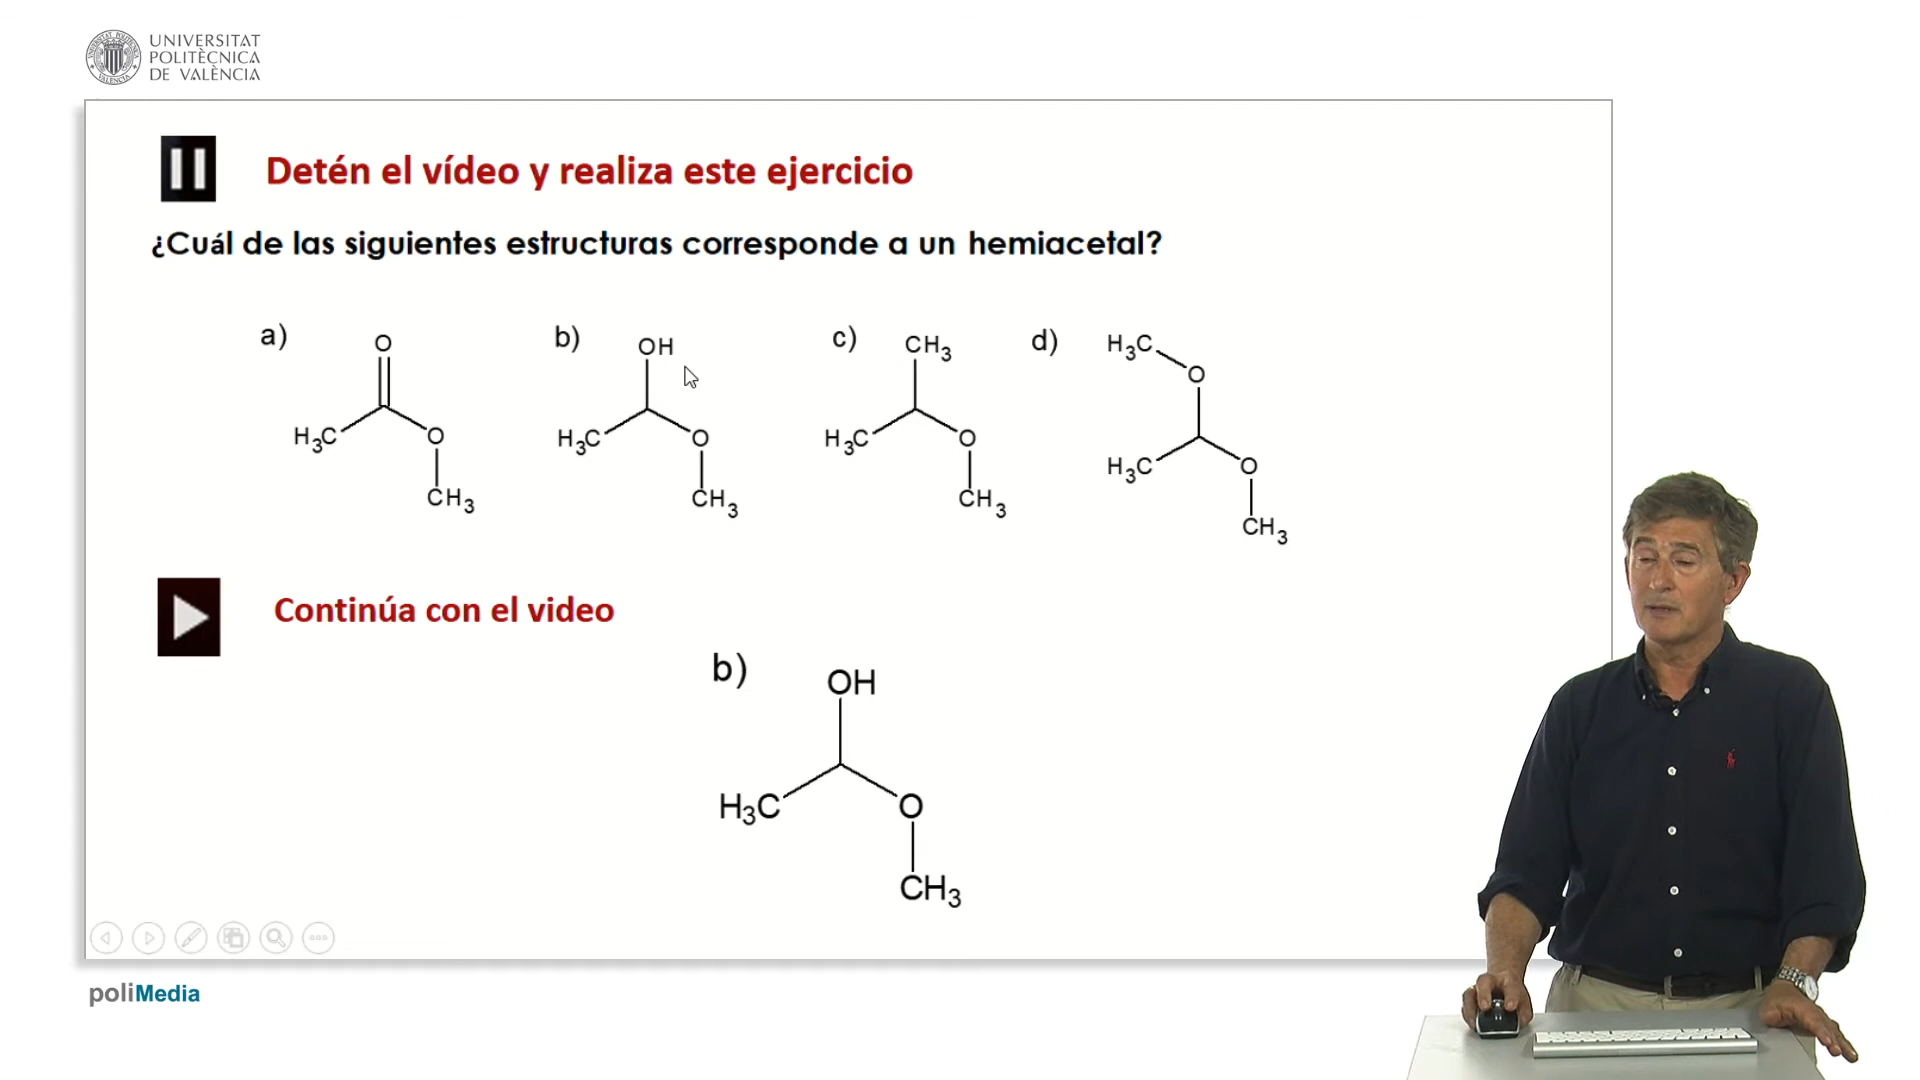 UNIVERSITAT
POLITÈCNICA
DE VALÈNCIA
Detén el vídeo y realiza este ejercicio
¿Cuál de las siguientes estructuras corresponde a un hemiacetal?
a)
O
H3C
O
CH3
b)
OH
H3C
O
CH3
c)
CH3
H3C
O
CH3
d)
H3C
O
H3C
O
CH3
Continúa con el video
b)
OH
H3C
O
CH3
poliMedia